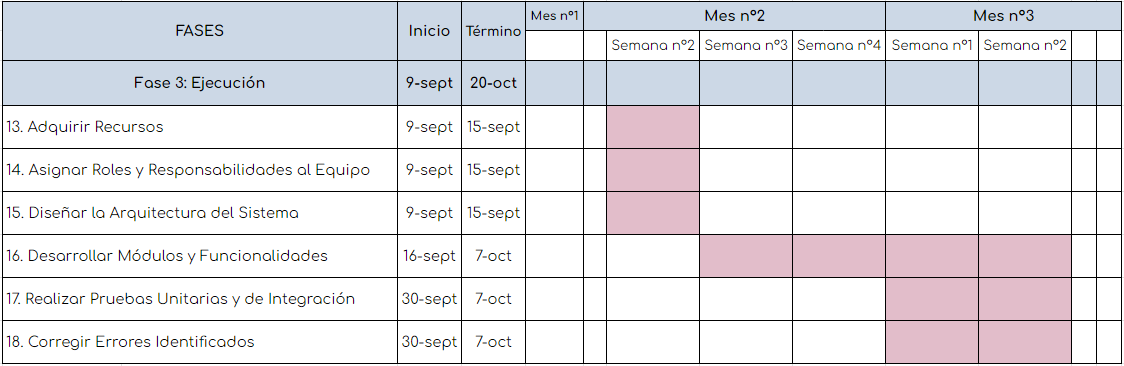 FASES Inicio Término Mes nº1 Mes nº2 Mes nº3
Semana nº2 Semana nº3 Semana nº4 Semana nº1 Semana nº2
Fase 3: Ejecución 9-sept 20-oct
13. Adquirir Recursos 9-sept 15-sept
14. Asignar Roles y Responsabilidades al Equipo 9-sept 15-sept
15. Diseñar la Arquitectura del Sistema 9-sept 15-sept
16. Desarrollar Módulos y Funcionalidades 16-sept 7-oct
17. Realizar Pruebas Unitarias y de Integración 30-sept 7-oct
18. Corregir Errores Identificados 30-sept 7-oct